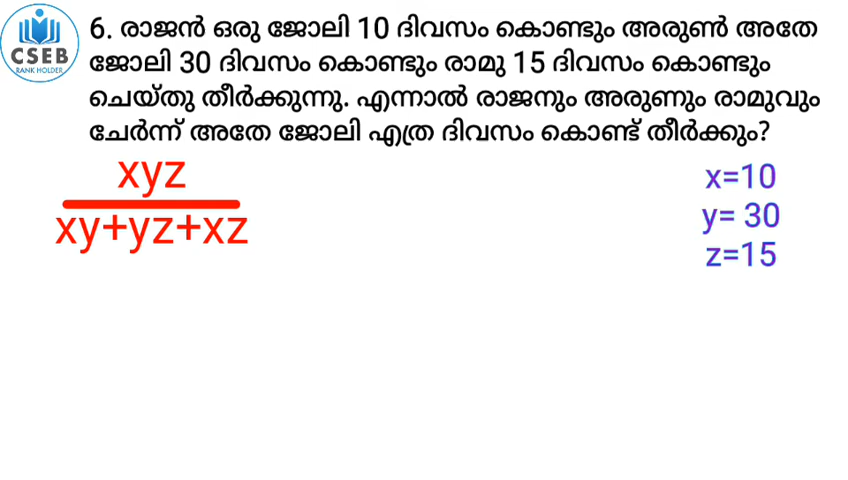 CSEB
RANK HOLDER
6. രാജൻ ഒരു ജോലി 10 ദിവസം കൊണ്ടും അരുൺ അതേ
ജോലി 30 ദിവസം കൊണ്ടും രാമു 15 ദിവസം കൊണ്ടും
ചെയ്തു തീർക്കുന്നു. എന്നാൽ രാജനും അരുണും രാമുവും
ചേർന്ന് അതേ ജോലി എത്ര ദിവസം കൊണ്ട് തീർക്കും?
xyz
xy+yz+xz
x=10
y= 30
z=15